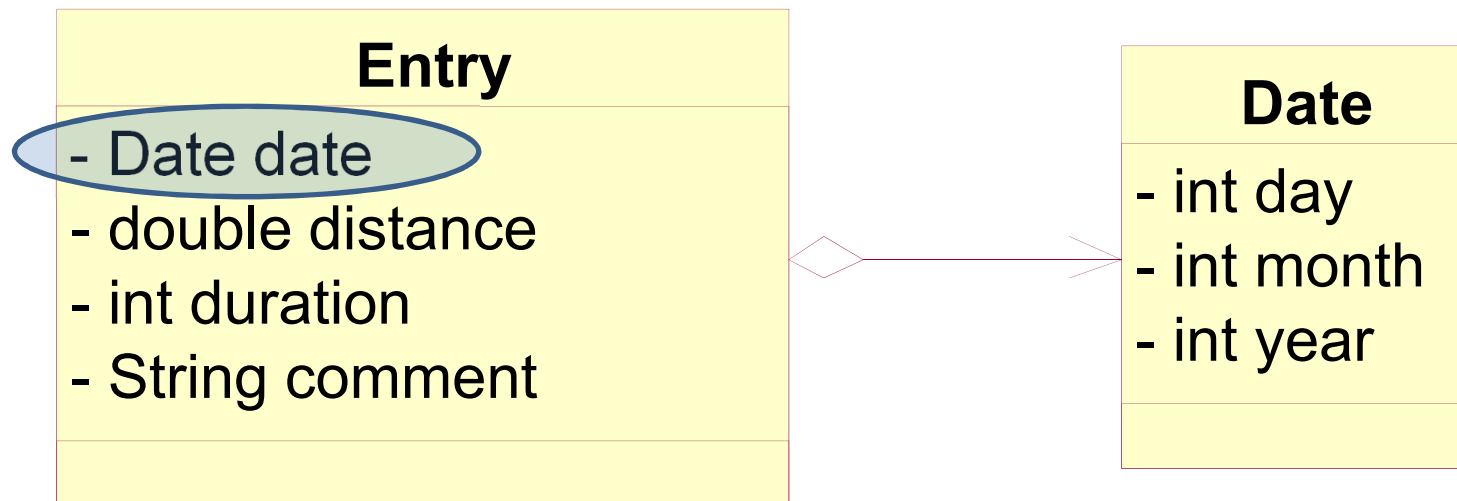 Entry
- Date date
- double distance
- int duration
- String comment
Date
- int day
- int month
- int year